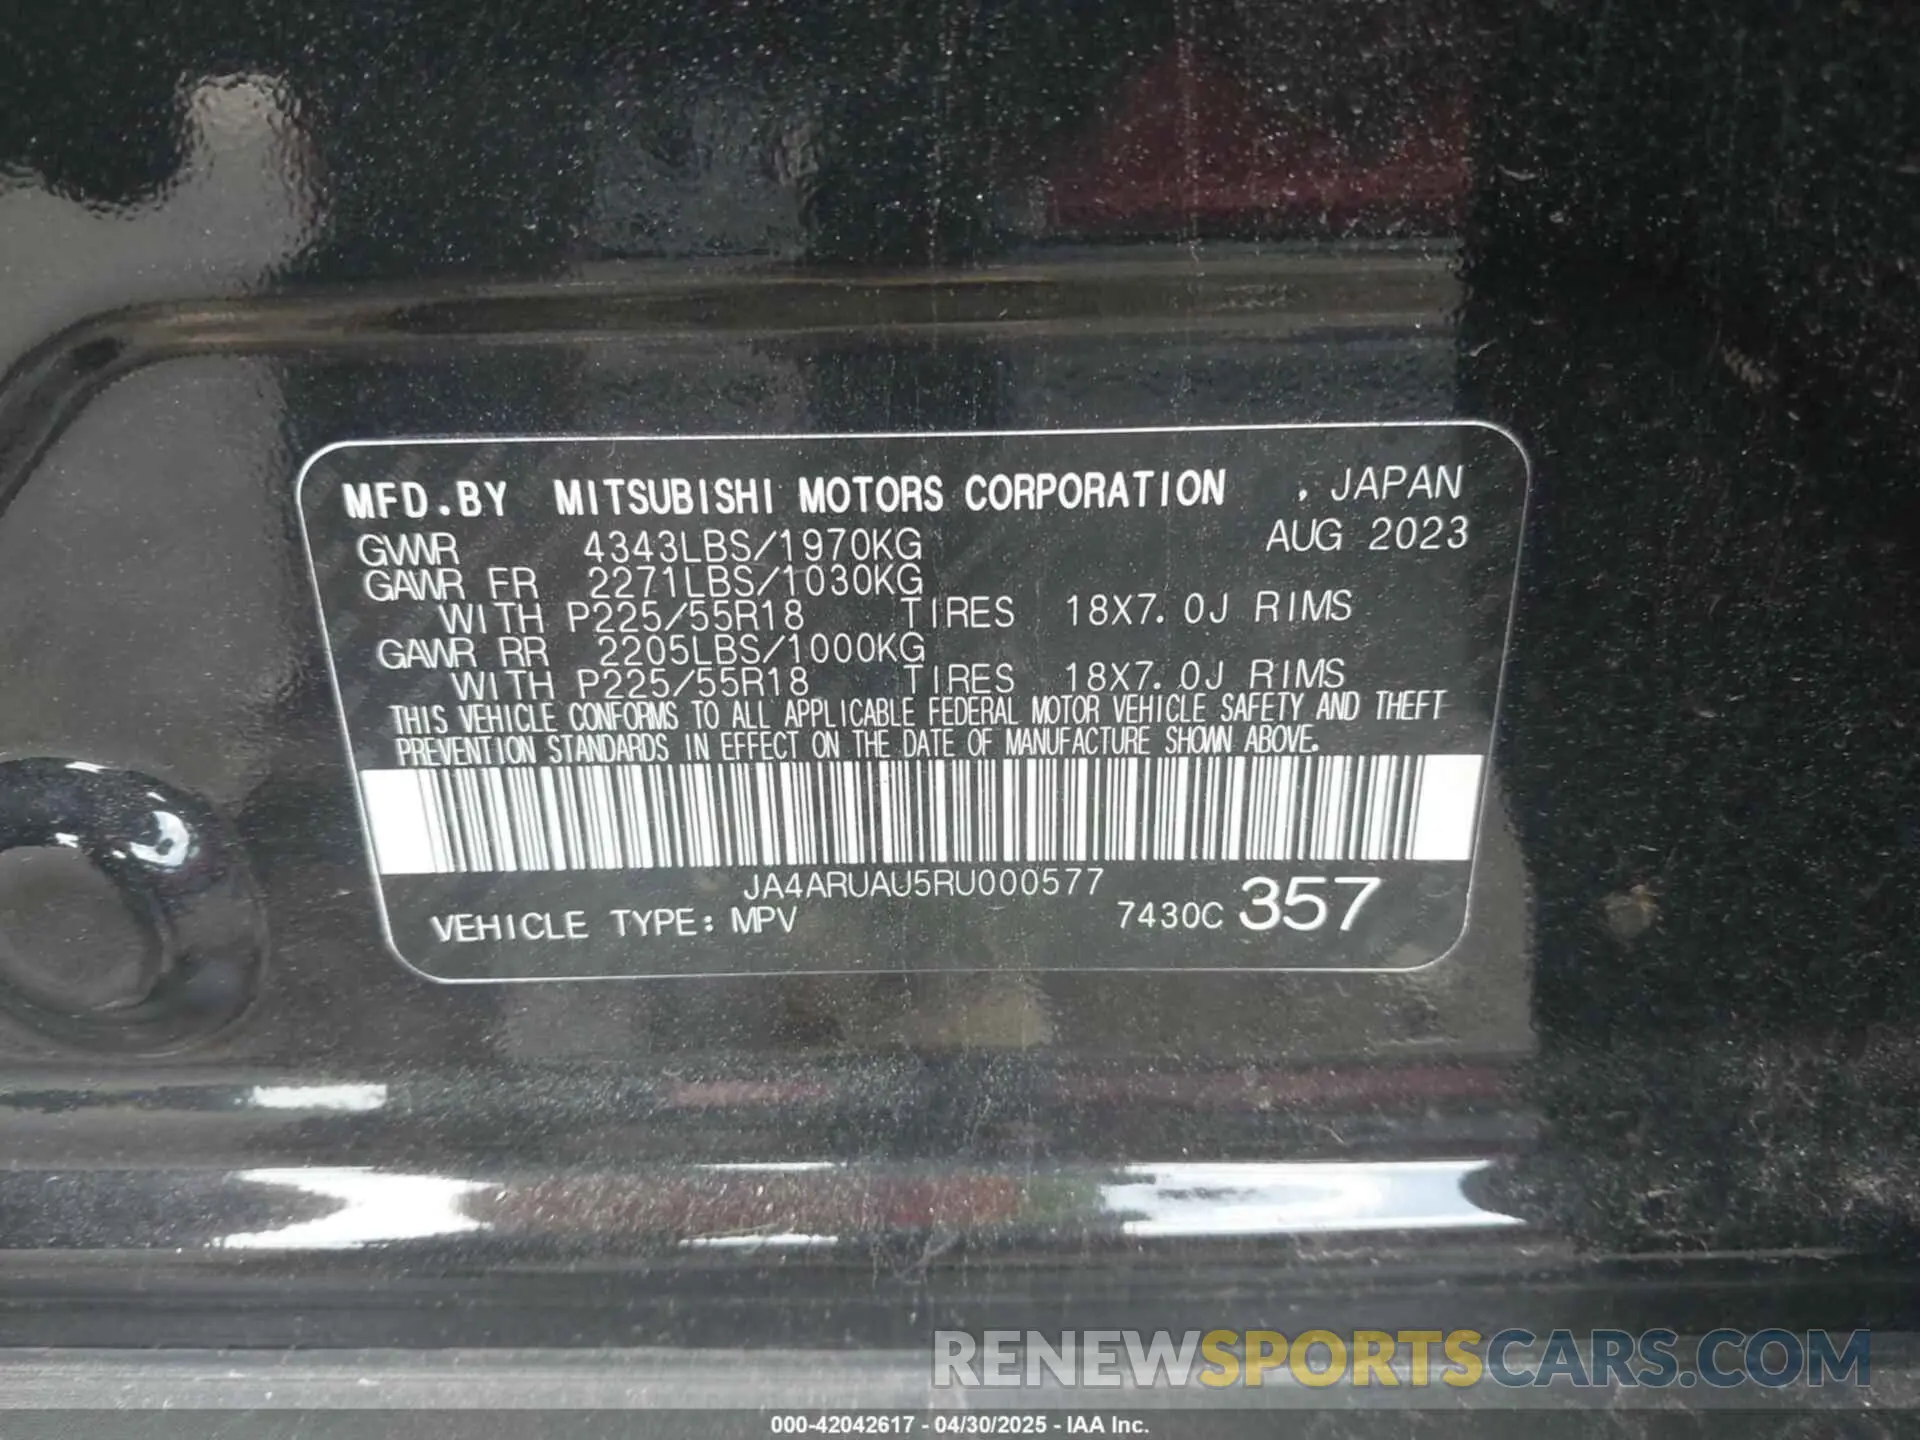 MFD.BY MITSUBISHI MOTORS CORPORATION , JAPAN
GVWR 4343LBS/1970KG AUG 2023
GAWR FR 2271LBS/1030KG
WITH P225/55R18 TIRES 18X7.0J RIMS
GAWR RR 2205LBS/1000KG
WITH P225/55R18 TIRES 18X7.0J RIMS
THIS VEHICLE CONFORMS TO ALL APPLICABLE FEDERAL MOTOR VEHICLE SAFETY AND THEFT
PREVENTION STANDARDS IN EFFECT ON THE DATE OF MANUFACTURE SHOWN ABOVE.
JA4ARUAU5RU000577
VEHICLE TYPE: MPV 7430C 357
RENEWSPORTSCARS.COM
000-42042617 - 04/30/2025 - IAA Inc.